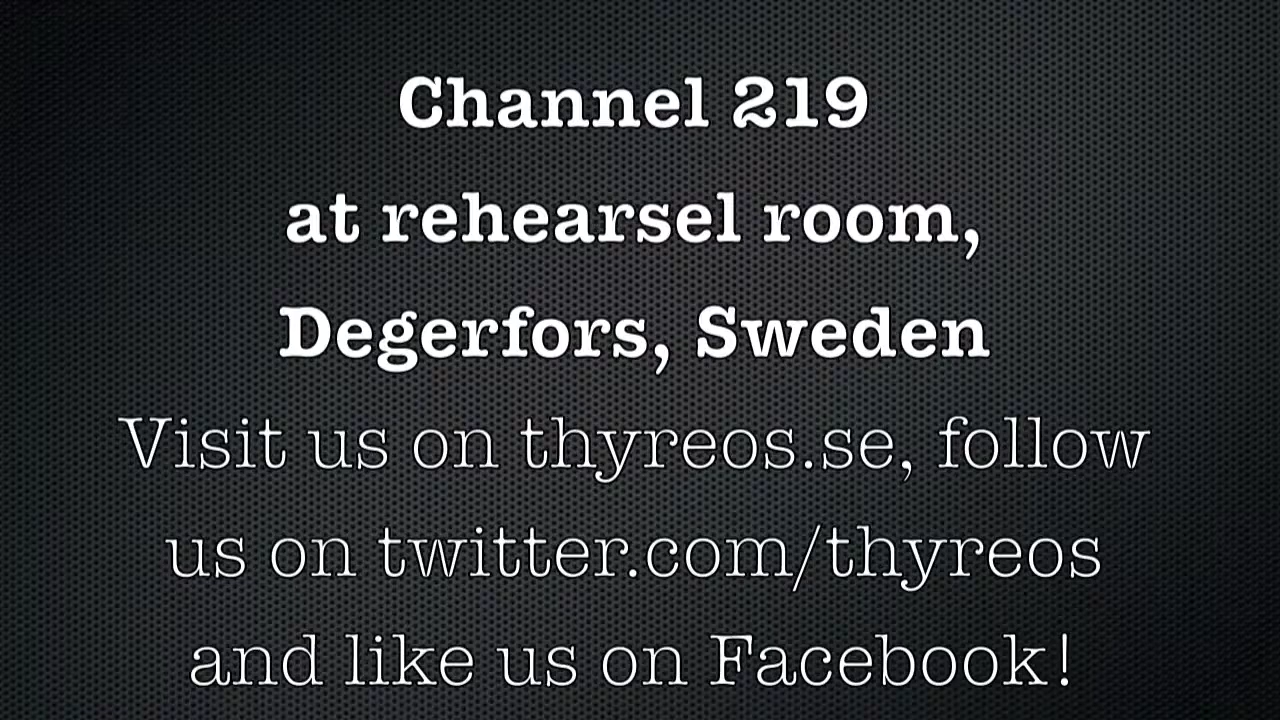 Channel 219
at rehearsel room,
Degerfors, Sweden
Visit us on thyreos.se, follow
us on twitter.com/thyreos
and like us on Facebook!